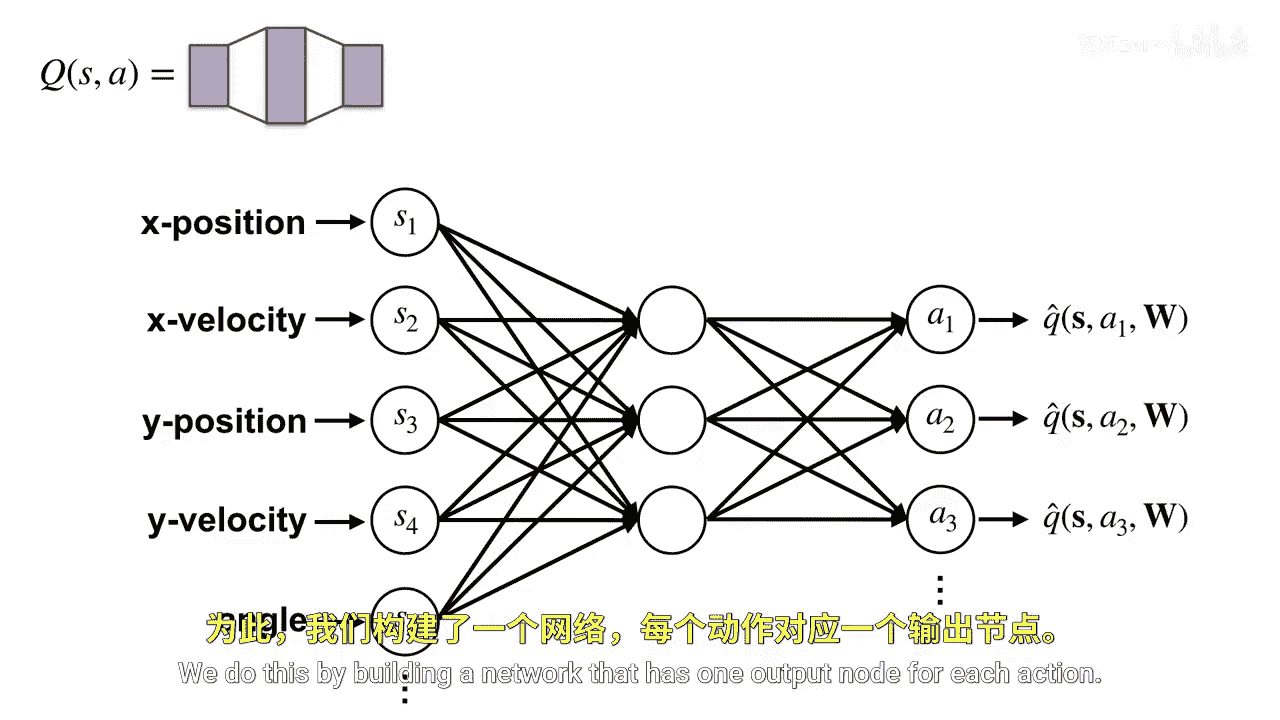 Q(s, a) =
x-position s₁
x-velocity s₂ a₁ q̂(s, a₁, W)
y-position s₃ a₂ q̂(s, a₂, W)
y-velocity s₄ a₃ q̂(s, a₃, W)
angle
为此，我们构建了一个网络，每个动作对应一个输出节点。
We do this by building a network that has one output node for each action.